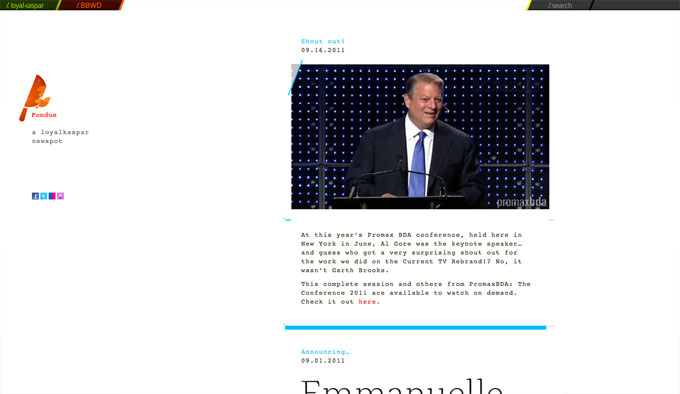 /. loyalkaspar
/. BBWD
/.search
Shout out!
09.16.2011
Fondue
a loyalkaspar
newspot
promaxbda
At this year's Promax BDA conference, held here in
New York in June, Al Gore was the keynote speaker…
and guess who got a very surprising shout out for
the work we did on the Current TV Rebrand!? No, it
wasn't Garth Brooks.
This complete session and others from PromaxBDA: The
Conference 2011 are available to watch on demand.
Check it out here.
Announcing…
09.01.2011
Emmanuelle